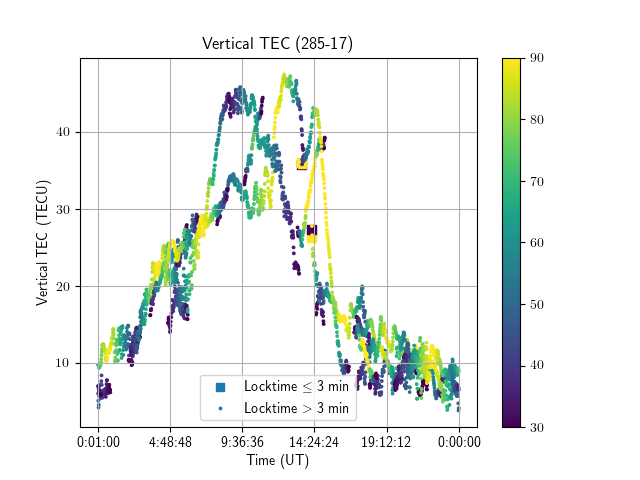 Vertical TEC (285-17)
Vertical TEC (TECU)
40
30
20
10
Locktime ≤ 3 min
Locktime > 3 min
0:01:00 4:48:48 9:36:36 14:24:24 19:12:12 0:00:00
Time (UT)
90
80
70
60
50
40
30